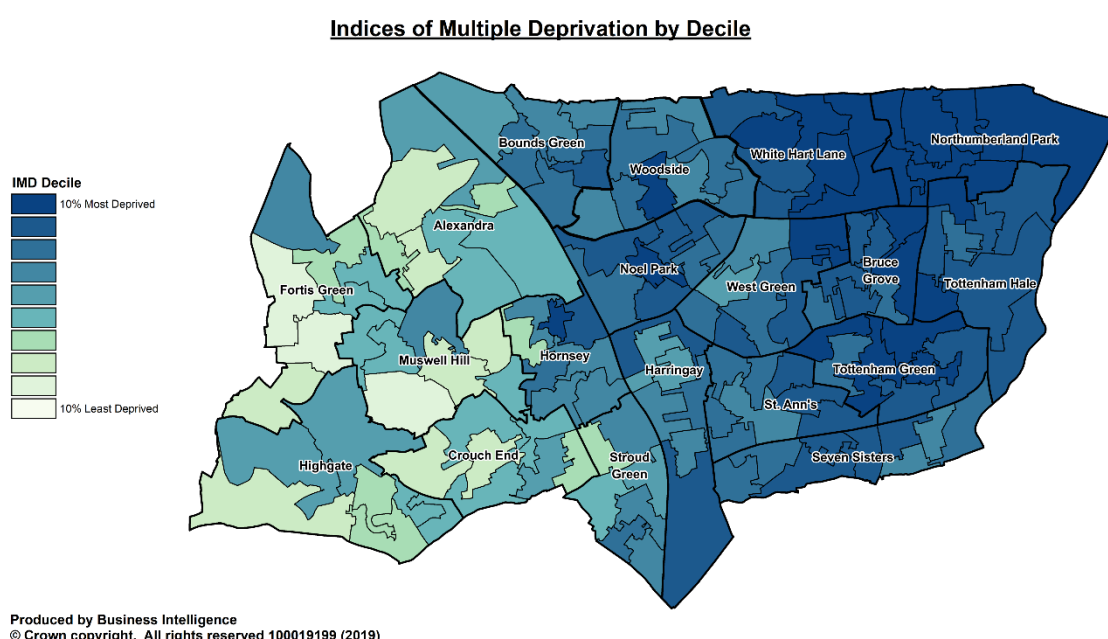 Indices of Multiple Deprivation by Decile
IMD Decile
10% Most Deprived
10% Least Deprived
Bounds Green
Woodside
White Hart Lane
Northumberland Park
Alexandra
Noel Park
West Green
Bruce
Grove
Tottenham Hale
Fortis Green
Muswell Hill
Hornsey
Harringay
Tottenham Green
St. Ann's
Highgate
Crouch End
Stroud
Green
Seven Sisters
Produced by Business Intelligence
© Crown copyright. All rights reserved 100019199 (2019)